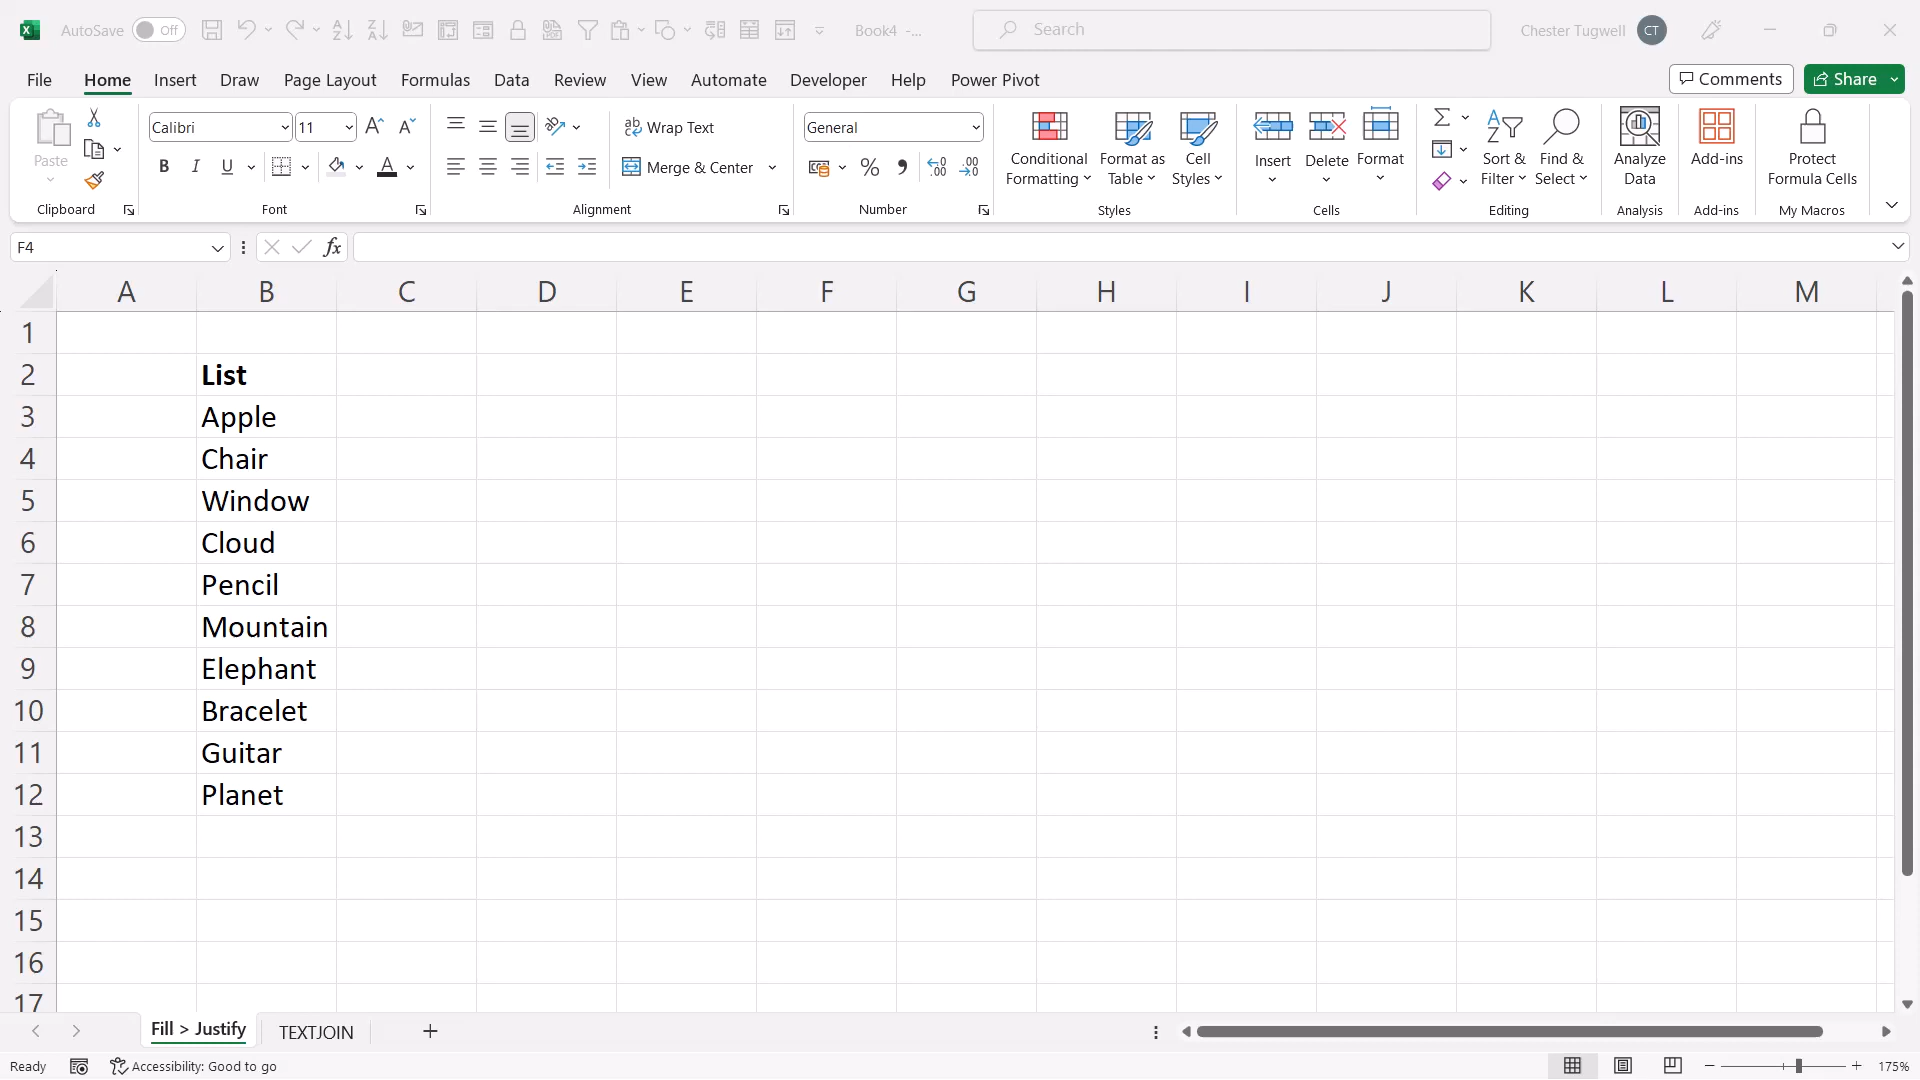 AutoSave Off Book4 -... Search Chester Tugwell CT
File Home Insert Draw Page Layout Formulas Data Review View Automate Developer Help Power Pivot Comments Share
Paste
Clipboard
Calibri 11
B I U A
Font
Wrap Text
Merge & Center
Alignment
General
Number
Conditional Formatting
Format as Table
Cell Styles
Styles
Insert Delete Format
Cells
Sort & Filter
Find & Select
Editing
Analyze Data
Analysis
Add-ins
Add-ins
Protect Formula Cells
My Macros
F4 fx
A B C D E F G H I J K L M
1
2 List
3 Apple
4 Chair
5 Window
6 Cloud
7 Pencil
8 Mountain
9 Elephant
10 Bracelet
11 Guitar
12 Planet
13
14
15
16
17
Fill > Justify TEXTJOIN
Ready Accessibility: Good to go 175%